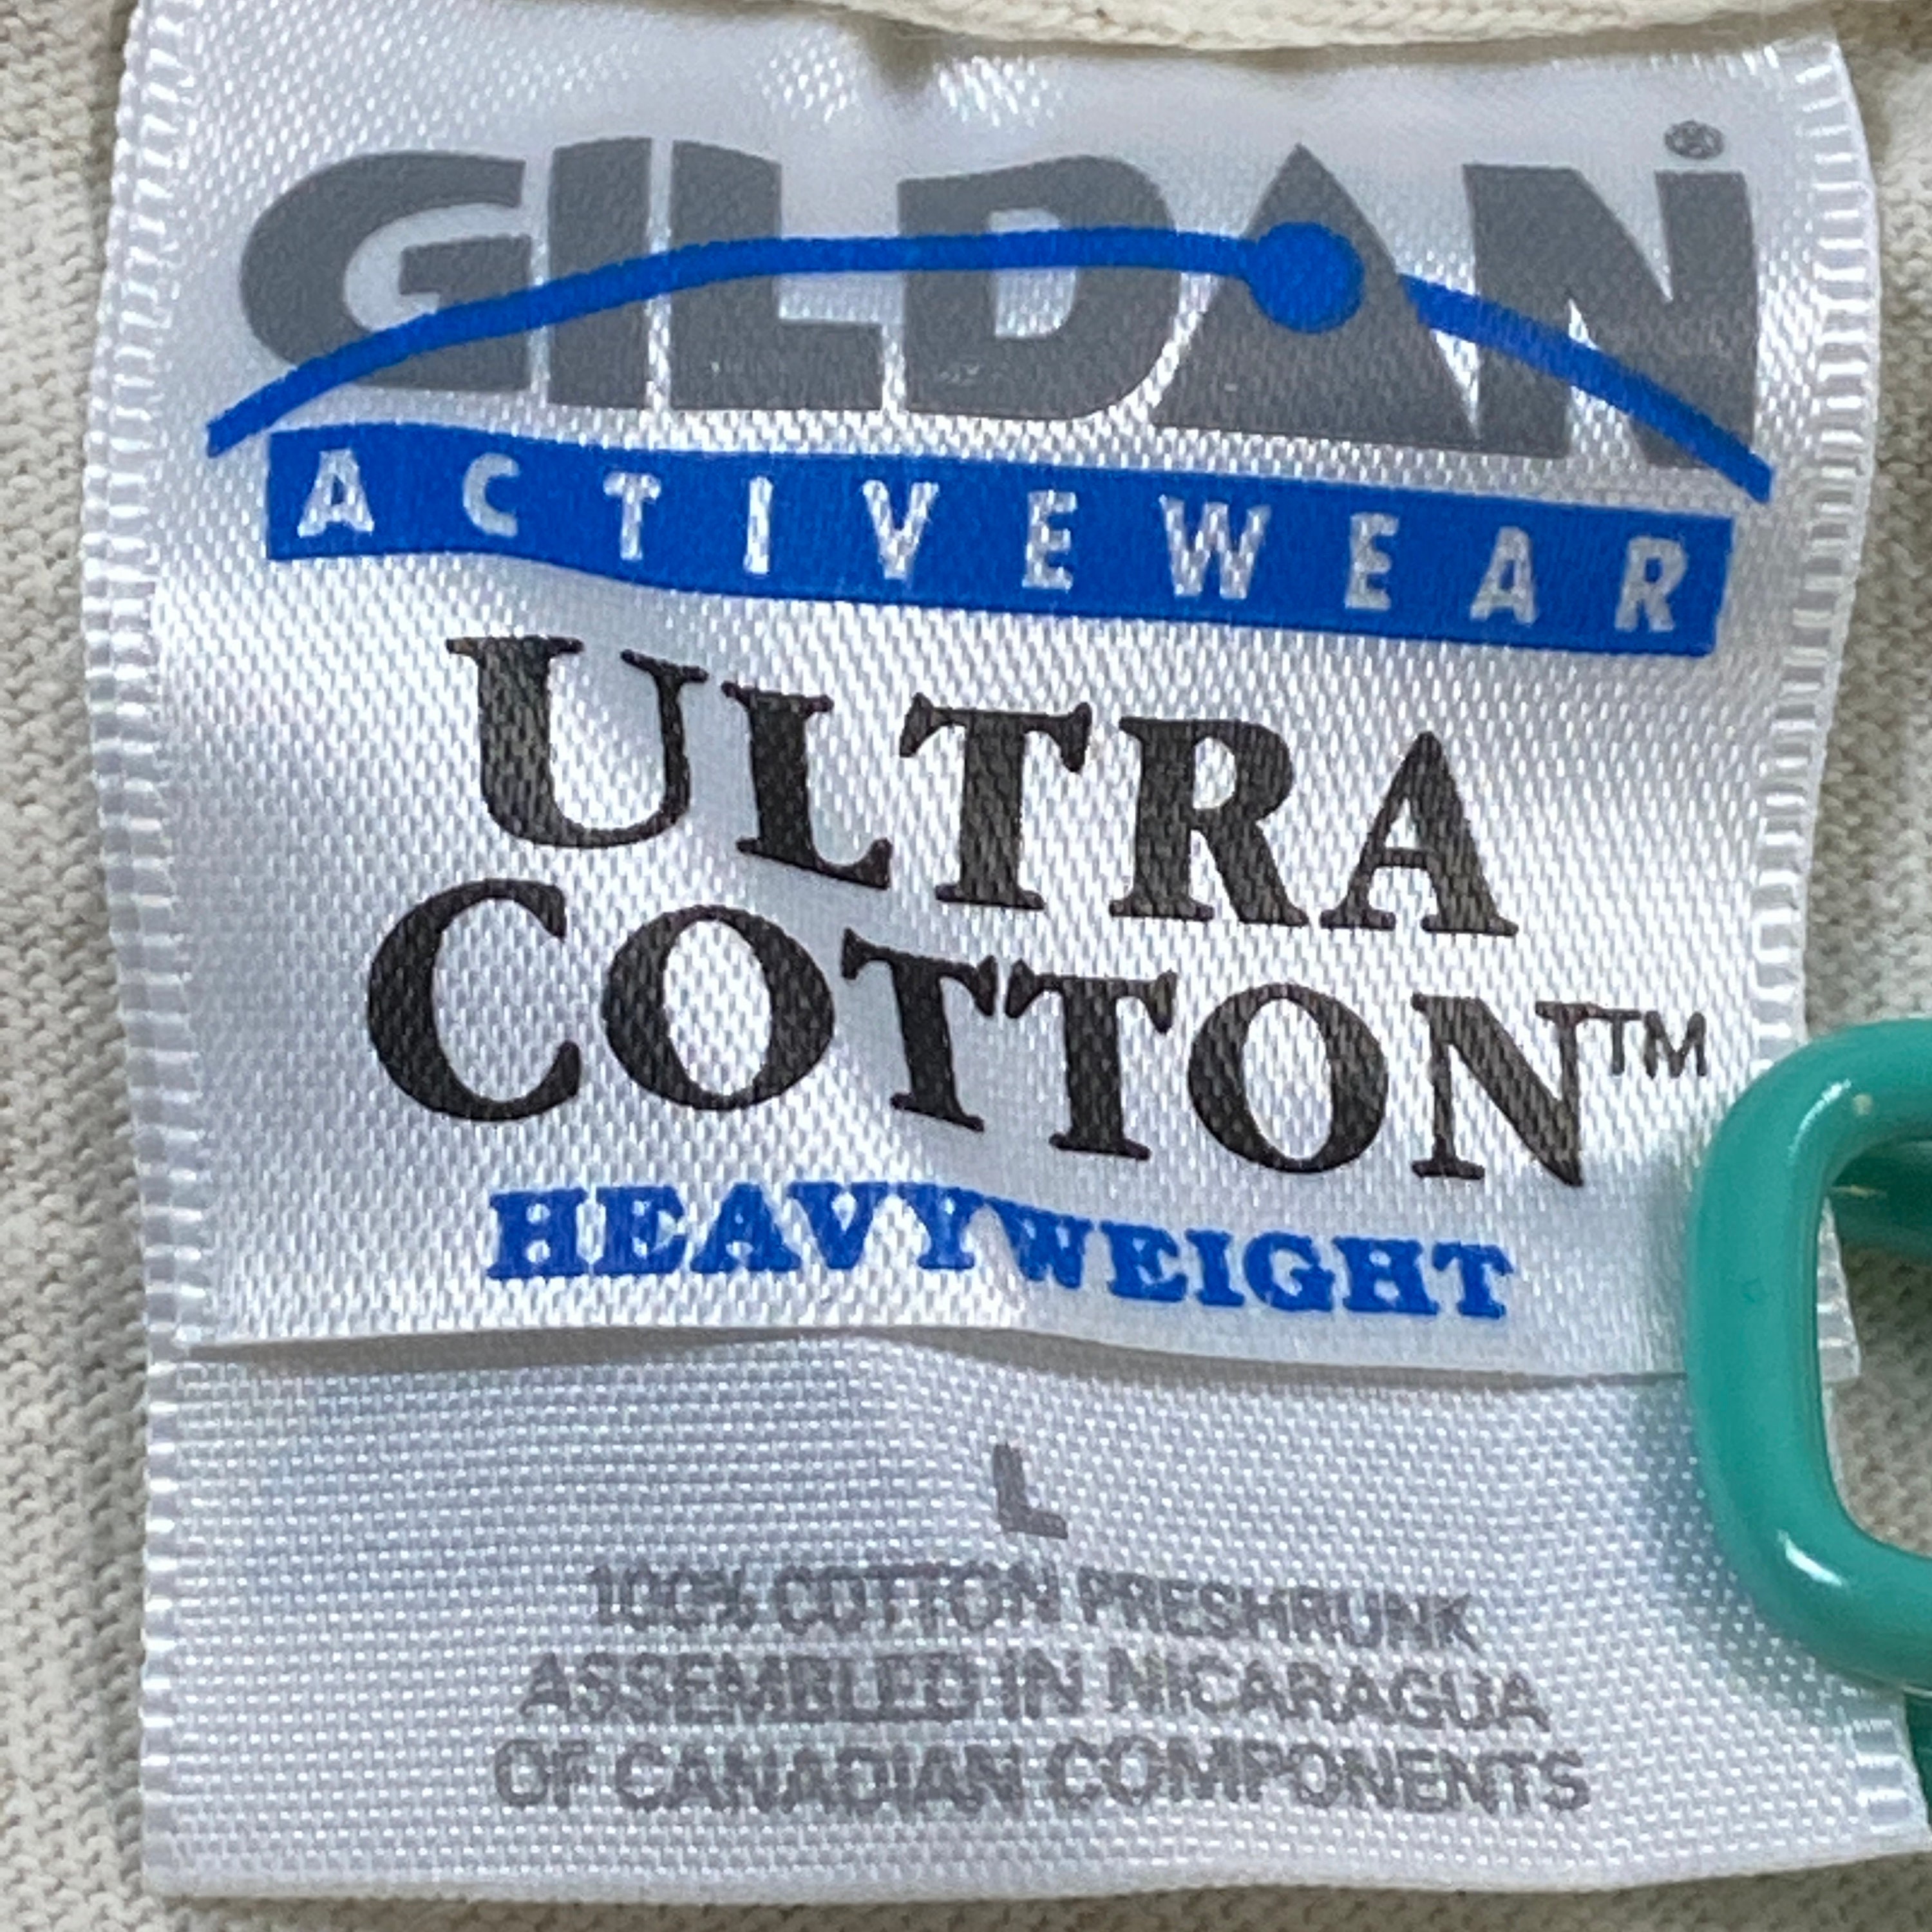 GILDAN®
ACTIVEWEAR
ULTRA
COTTON™
HEAVYWEIGHT
L
100% COTTON PRESHRUNK
ASSEMBLED IN NICARAGUA
OF CANADIAN COMPONENTS